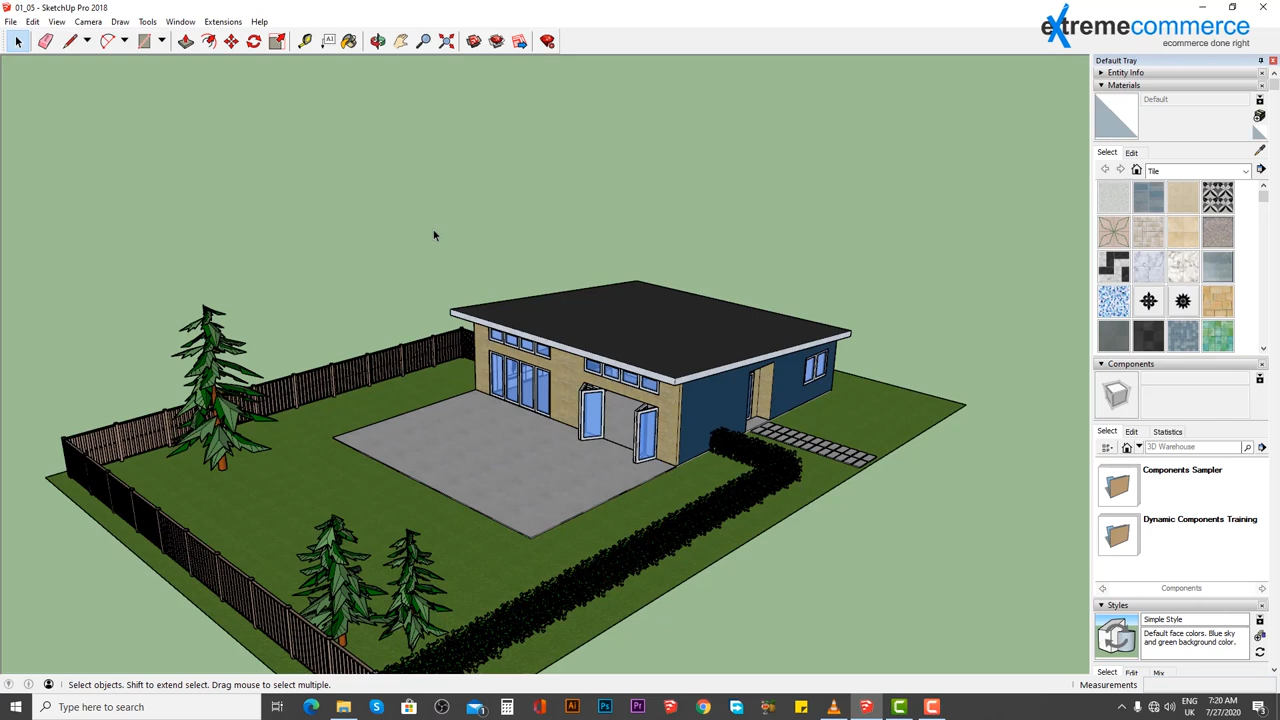 01_05 - SketchUp Pro 2018
File Edit View Camera Draw Tools Window Extensions Help
extremecommerce
ecommerce done right
Default Tray
Entity Info
Materials
Default
Select Edit
Tile
Components
Select Edit Statistics
3D Warehouse
Components Sampler
Dynamic Components Training
Components
Styles
Simple Style
Default face colors. Blue sky
and green background color.
Select Edit Mix
Select objects. Shift to extend select. Drag mouse to select multiple.
Measurements
Type here to search
ENG
UK
7:20 AM
7/27/2020